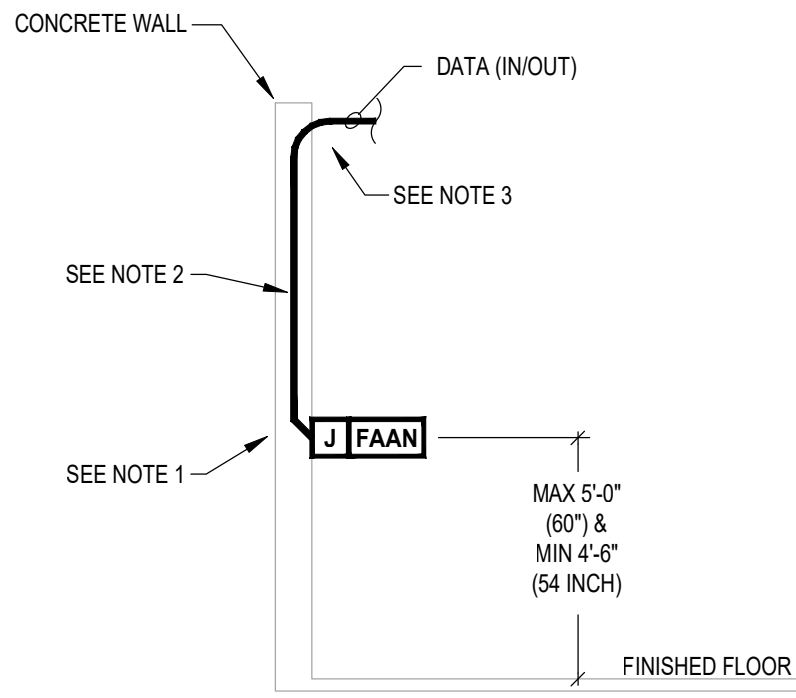 CONCRETE WALL
DATA (IN/OUT)
SEE NOTE 3
SEE NOTE 2
J FAAN
SEE NOTE 1
MAX 5'-0"
(60") &
MIN 4'-6"
(54 INCH)
FINISHED FLOOR